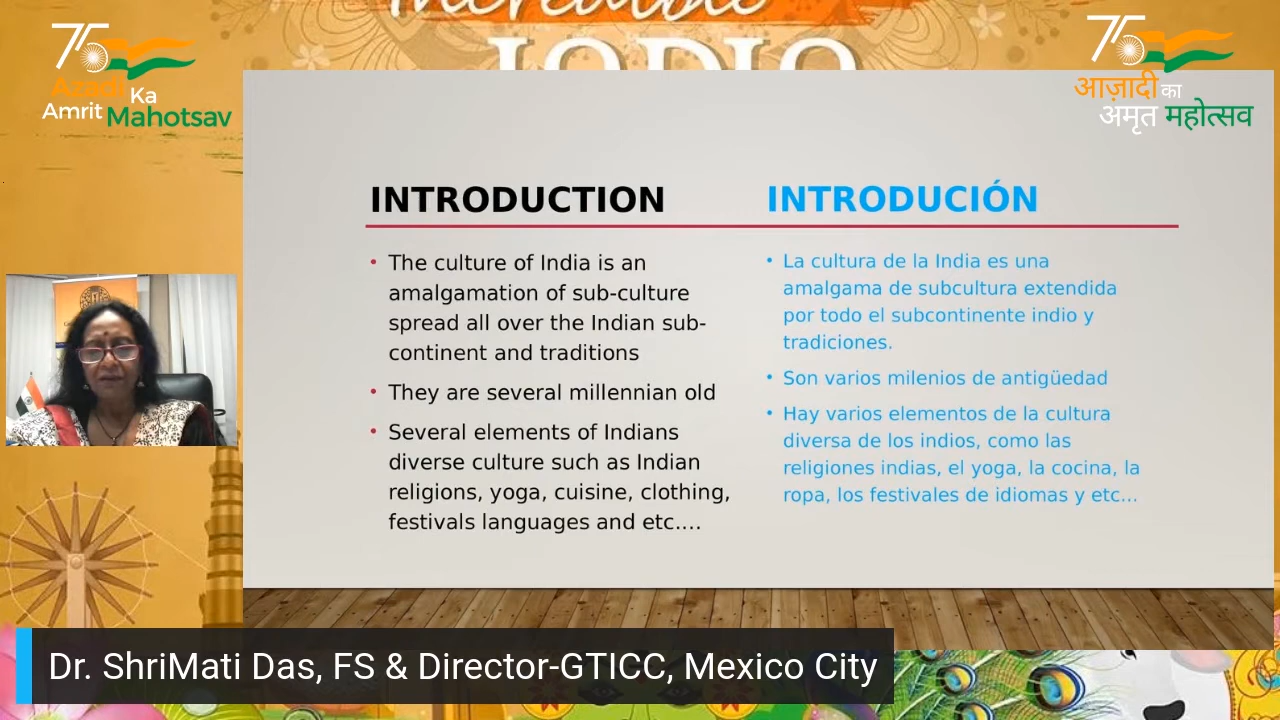 Incredible
75
Azadi Ka
Amrit Mahotsav
75
आज़ादी का
अमृत महोत्सव
INTRODUCTION
• The culture of India is an
amalgamation of sub-culture
spread all over the Indian sub-
continent and traditions
• They are several millennian old
• Several elements of Indians
diverse culture such as Indian
religions, yoga, cuisine, clothing,
festivals languages and etc....
INTRODUCIÓN
• La cultura de la India es una
amalgama de subcultura extendida
por todo el subcontinente indio y
tradiciones.
• Son varios milenios de antigüedad
• Hay varios elementos de la cultura
diversa de los indios, como las
religiones indias, el yoga, la cocina, la
ropa, los festivales de idiomas y etc...
Dr. ShriMati Das, FS & Director-GTICC, Mexico City